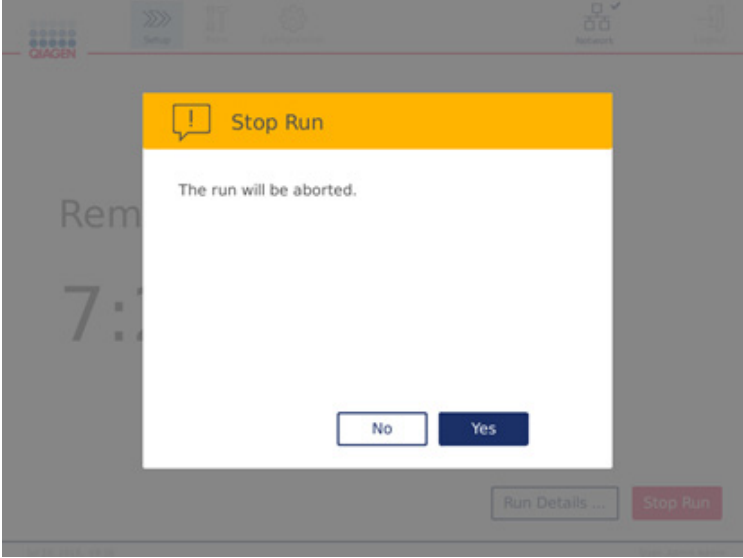 Setup
Network
QIAGEN
Stop Run
The run will be aborted.
Rem
7:
No
Yes
Run Details ...
Stop Run